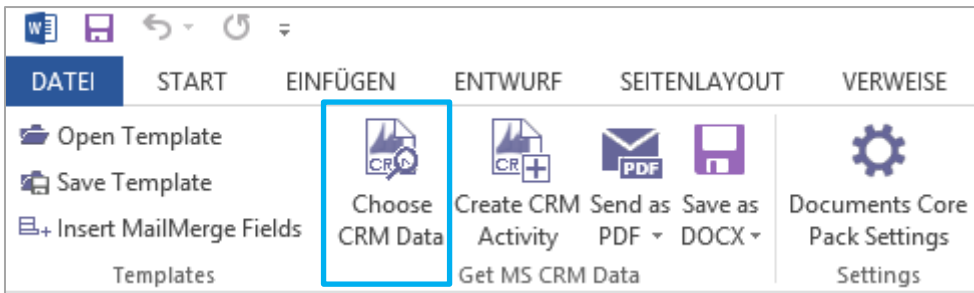 DATEI START EINFÜGEN ENTWURF SEITENLAYOUT VERWEISE
Open Template
Save Template
Insert MailMerge Fields
Templates
CRM
Choose
CRM Data
CR
Create CRM
Activity
PDF
Send as
PDF
Save as
DOCX
Get MS CRM Data
Documents Core
Pack Settings
Settings